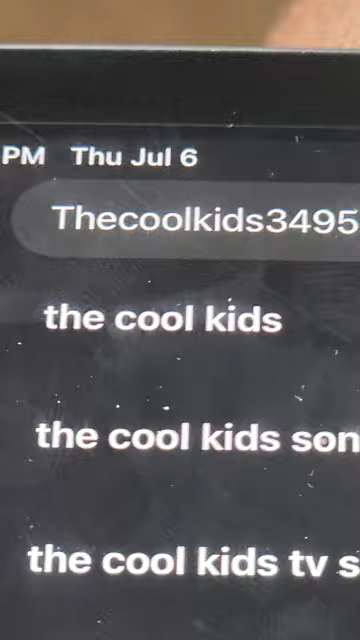 PM Thu Jul 6
Thecoolkids3495
the cool kids
the cool kids son
the cool kids tv s